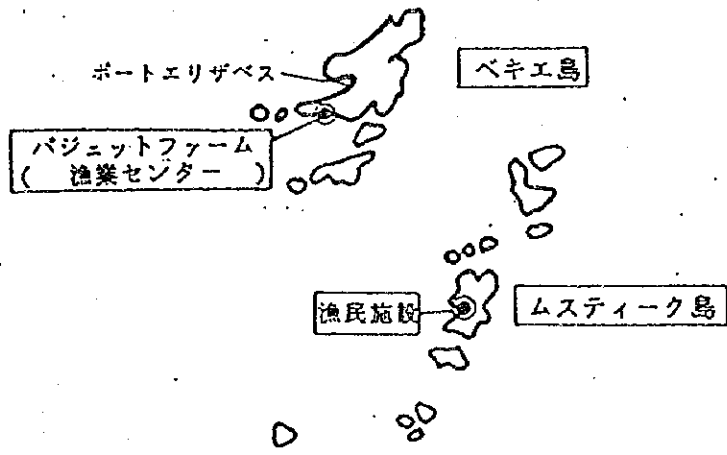 ポートエリザベス
ベキエ島
パジェットファーム
( 漁業センター )
漁民施設
ムスティーク島